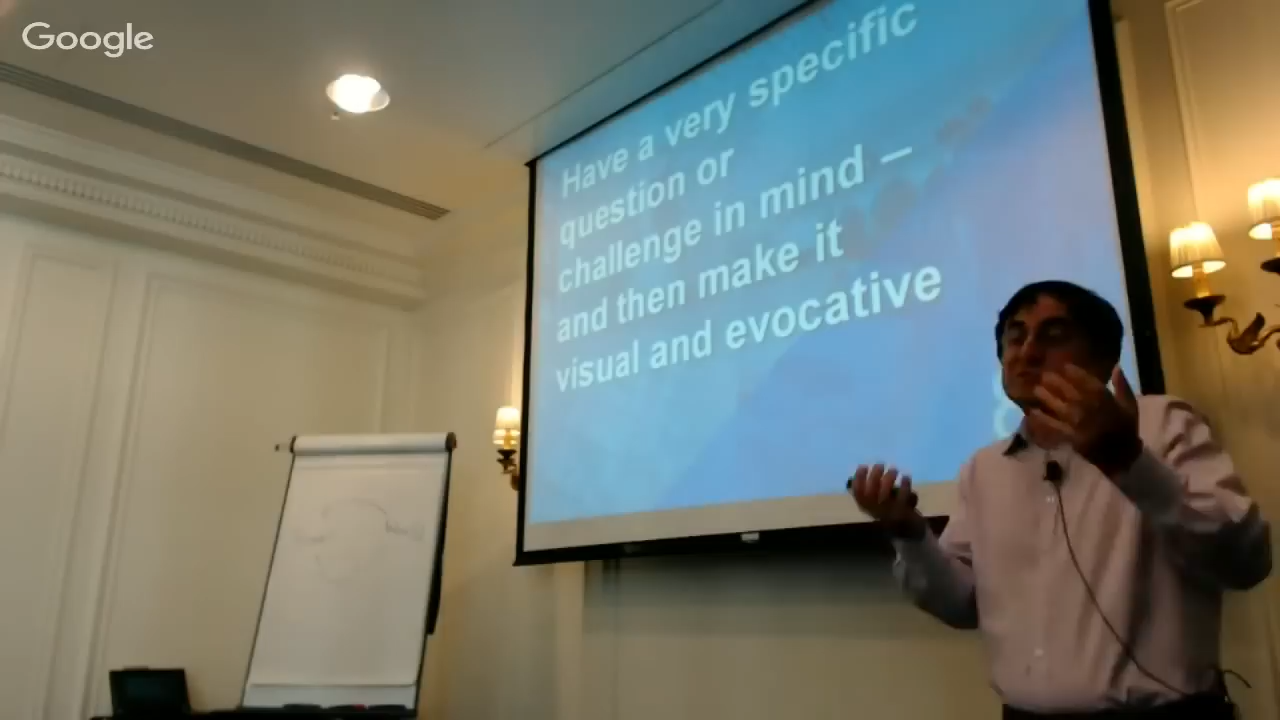 Google
Have a very specific
question or
challenge in mind –
and then make it
visual and evocative